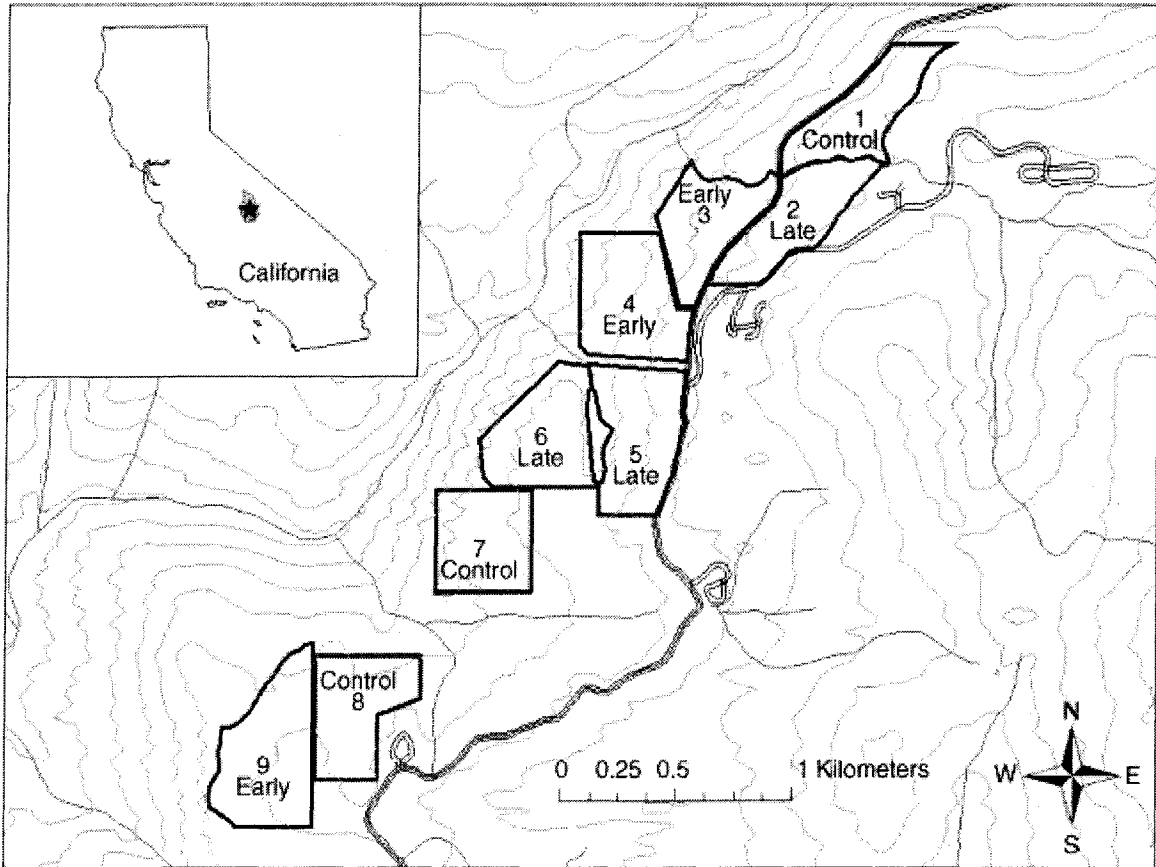 California
1
Control
Early
3
2
Late
4
Early
6
Late
5
Late
7
Control
Control
8
9
Early
0 0.25 0.5 1 Kilometers
N
W E
S